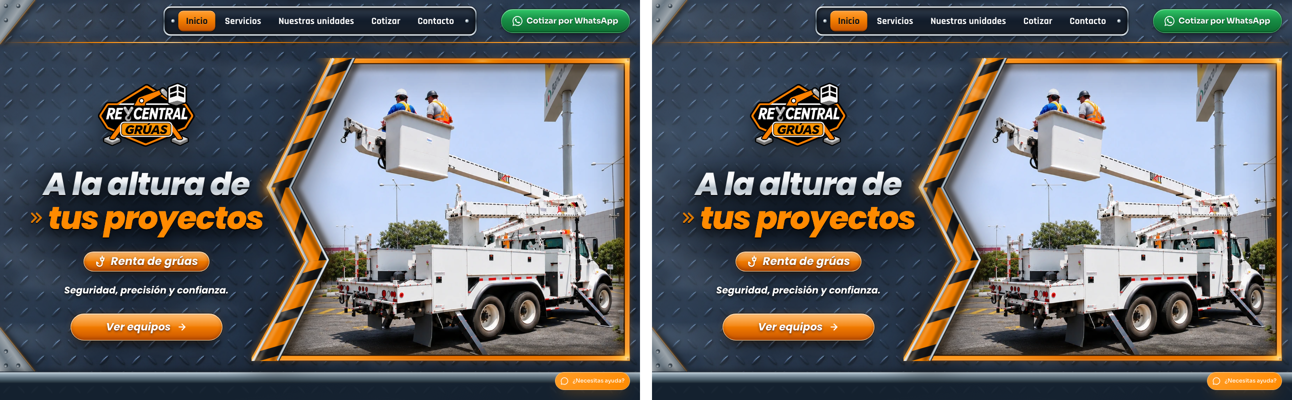 Inicio Servicios Nuestras unidades Cotizar Contacto Cotizar por WhatsApp
REY CENTRAL
GRÚAS
A la altura de
» tus proyectos
Renta de grúas
Seguridad, precisión y confianza.
Ver equipos →
¿Necesitas ayuda?
Inicio Servicios Nuestras unidades Cotizar Contacto Cotizar por WhatsApp
REY CENTRAL
GRÚAS
A la altura de
» tus proyectos
Renta de grúas
Seguridad, precisión y confianza.
Ver equipos →
¿Necesitas ayuda?